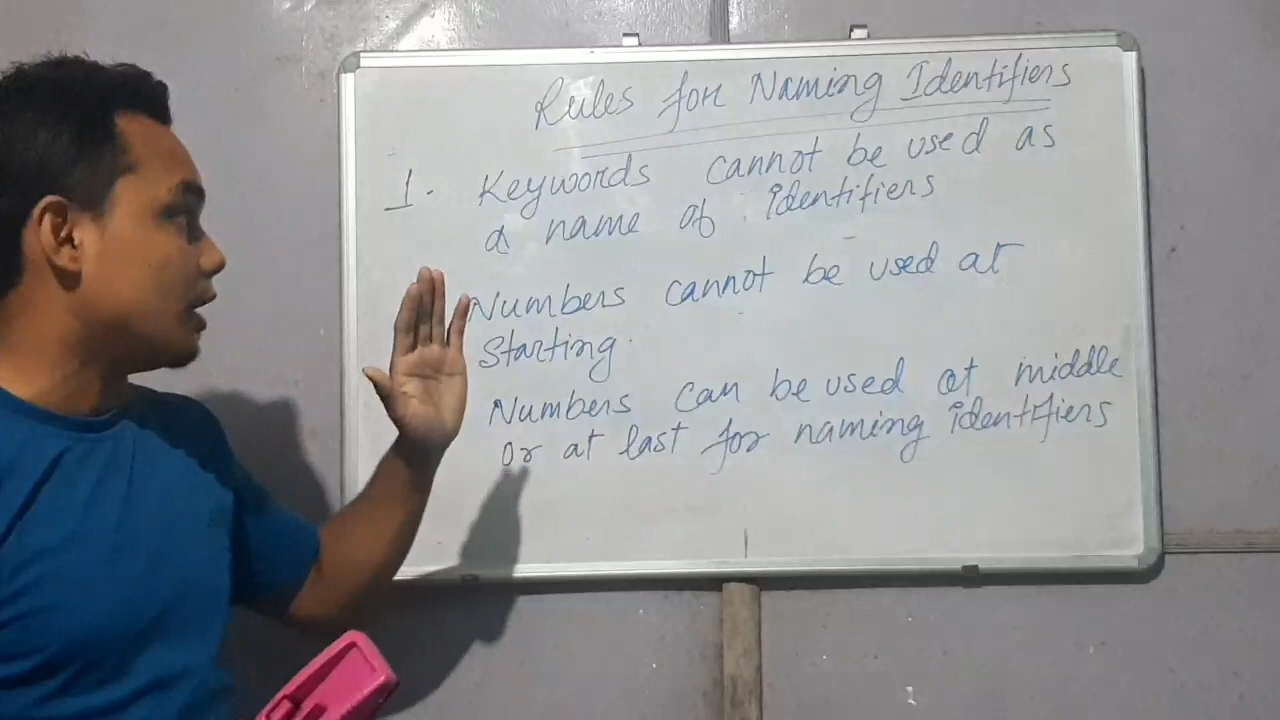 Rules for Naming Identifiers
1. Keywords cannot be used as
a name of identifiers
Numbers cannot be used at
starting.
Numbers can be used at middle
or at last for naming identifiers